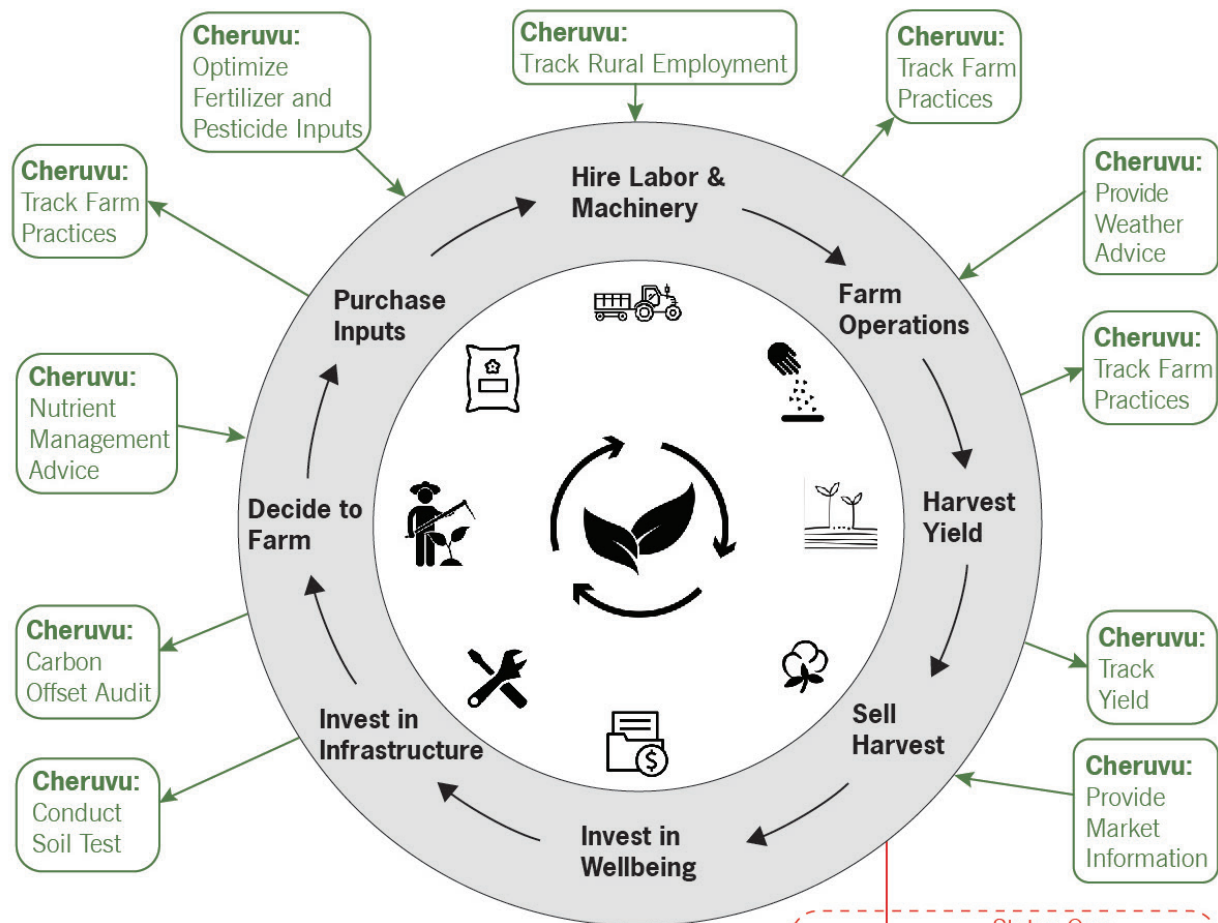 Cheruvu:
Optimize
Fertilizer and
Pesticide Inputs
Cheruvu:
Track Rural Employment
Cheruvu:
Track Farm
Practices
Cheruvu:
Track Farm
Practices
Cheruvu:
Provide
Weather
Advice
Cheruvu:
Track Farm
Practices
Cheruvu:
Nutrient
Management
Advice
Cheruvu:
Carbon
Offset Audit
Cheruvu:
Track
Yield
Cheruvu:
Conduct
Soil Test
Cheruvu:
Provide
Market
Information
Hire Labor &
Machinery
Farm
Operations
Harvest
Yield
Sell
Harvest
Invest in
Wellbeing
Invest in
Infrastructure
Decide to
Farm
Purchase
Inputs
$